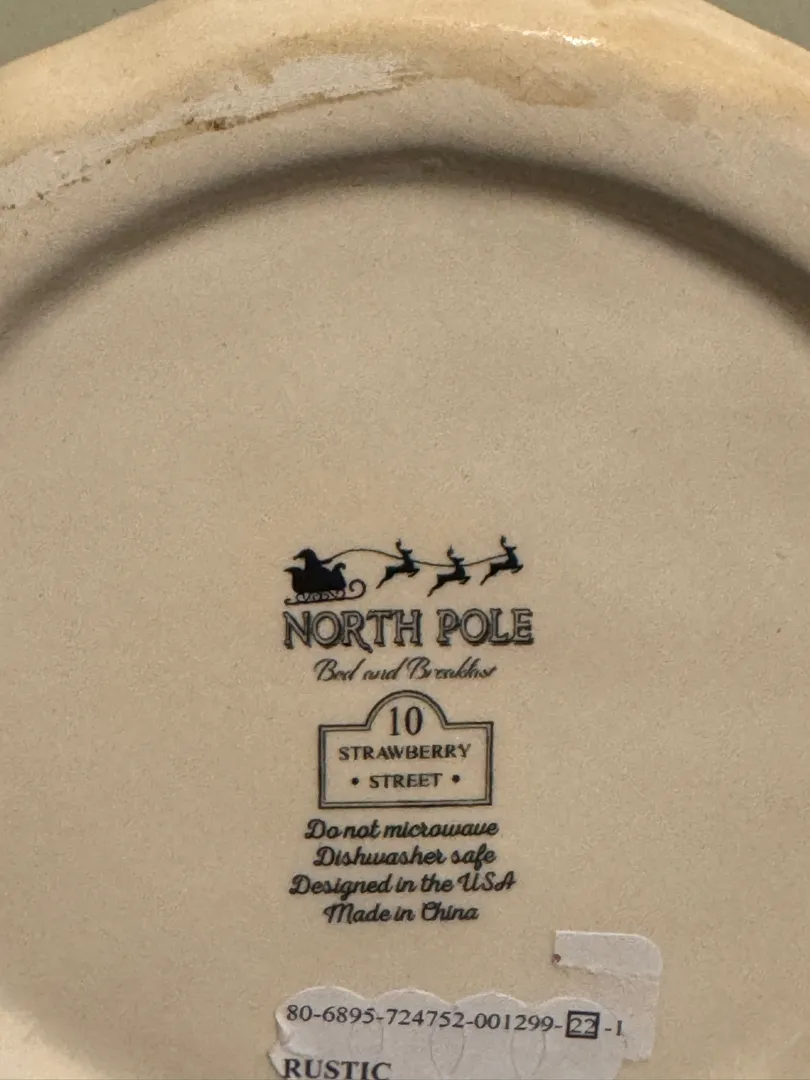 NORTH POLE
Bed and Breakfast
10
STRAWBERRY
• STREET •
Do not microwave
Dishwasher safe
Designed in the USA
Made in China
80-6895-724752-001299-22-1
RUSTIC